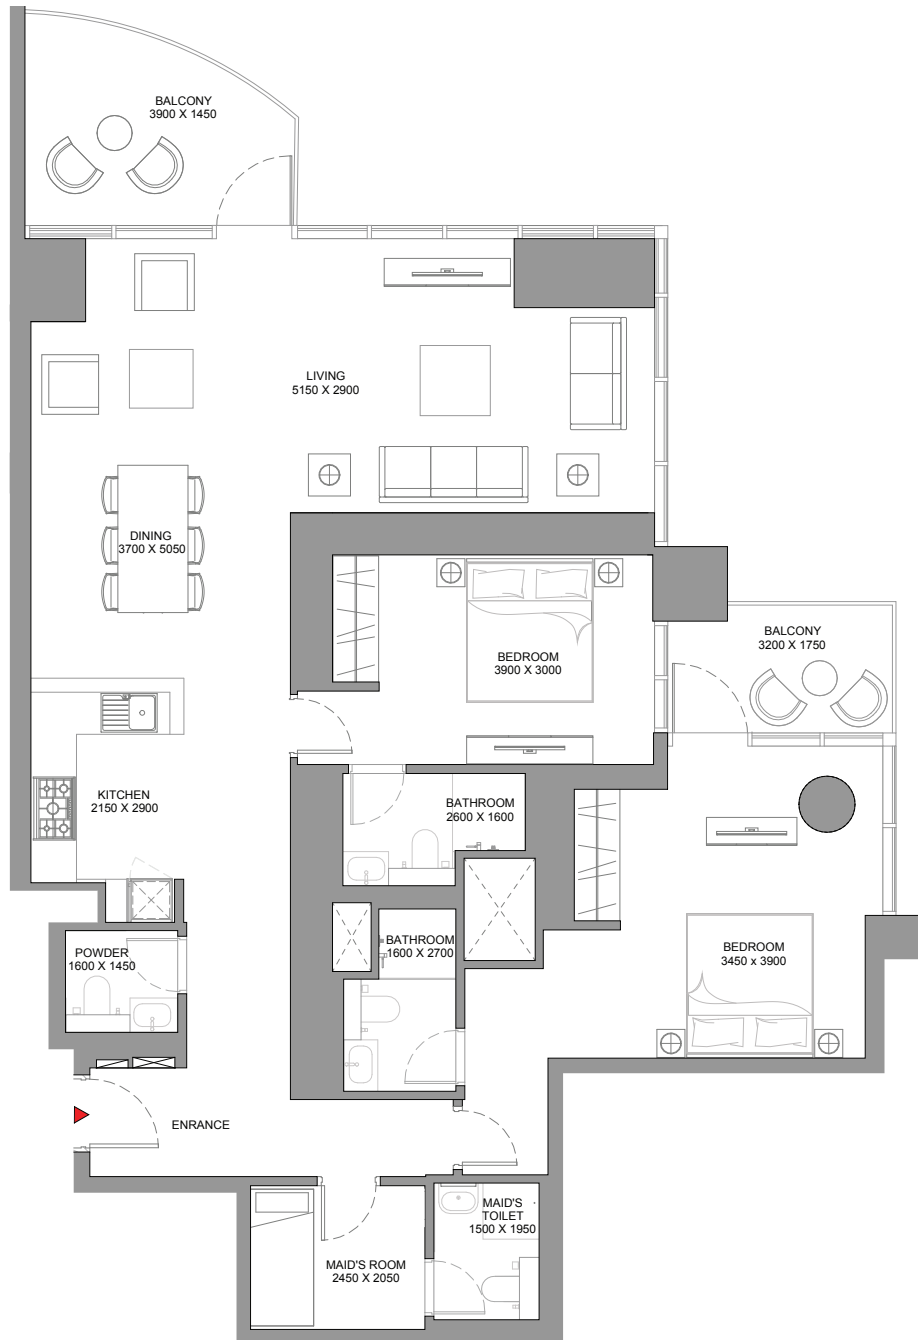 BALCONY
3900 X 1450
LIVING
5150 X 2900
DINING
3700 X 5050
BEDROOM
3900 X 3000
BALCONY
3200 X 1750
KITCHEN
2150 X 2900
BATHROOM
2600 X 1600
POWDER
1600 X 1450
BATHROOM
1600 X 2700
BEDROOM
3450 x 3900
ENRANCE
MAID'S
TOILET
1500 X 1950
MAID'S ROOM
2450 X 2050